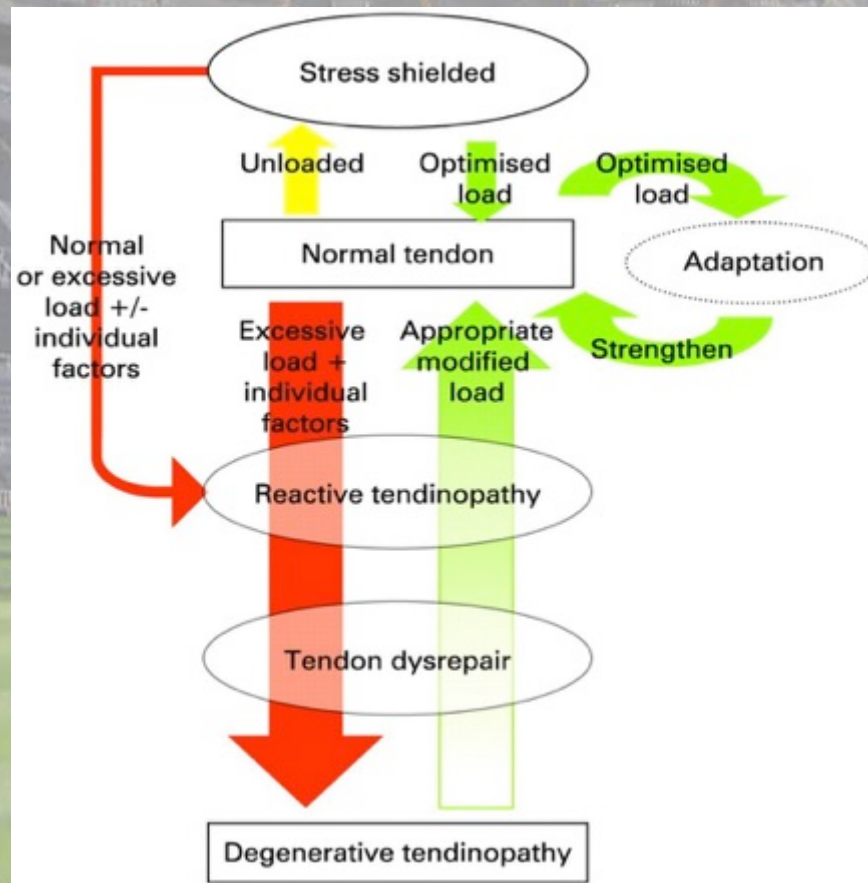 Stress shielded
Unloaded
Optimised
load
Optimised
load
Normal tendon
Adaptation
Normal
or excessive
load +/-
individual
factors
Excessive
load +
individual
factors
Appropriate
modified
load
Strengthen
Reactive tendinopathy
Tendon dysrepair
Degenerative tendinopathy